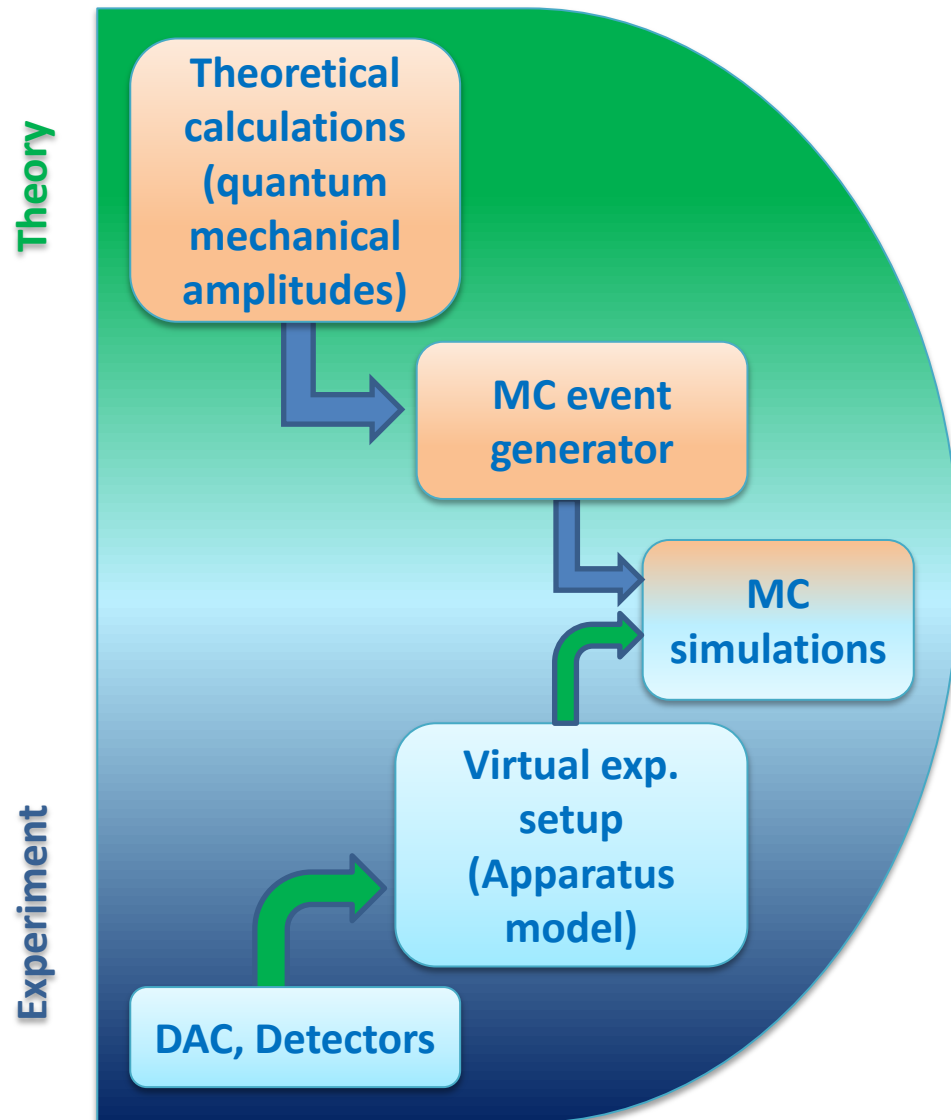 Theory
Theoretical
calculations
(quantum
mechanical
amplitudes)
MC event
generator
MC
simulations
Experiment
Virtual exp.
setup
(Apparatus
model)
DAC, Detectors